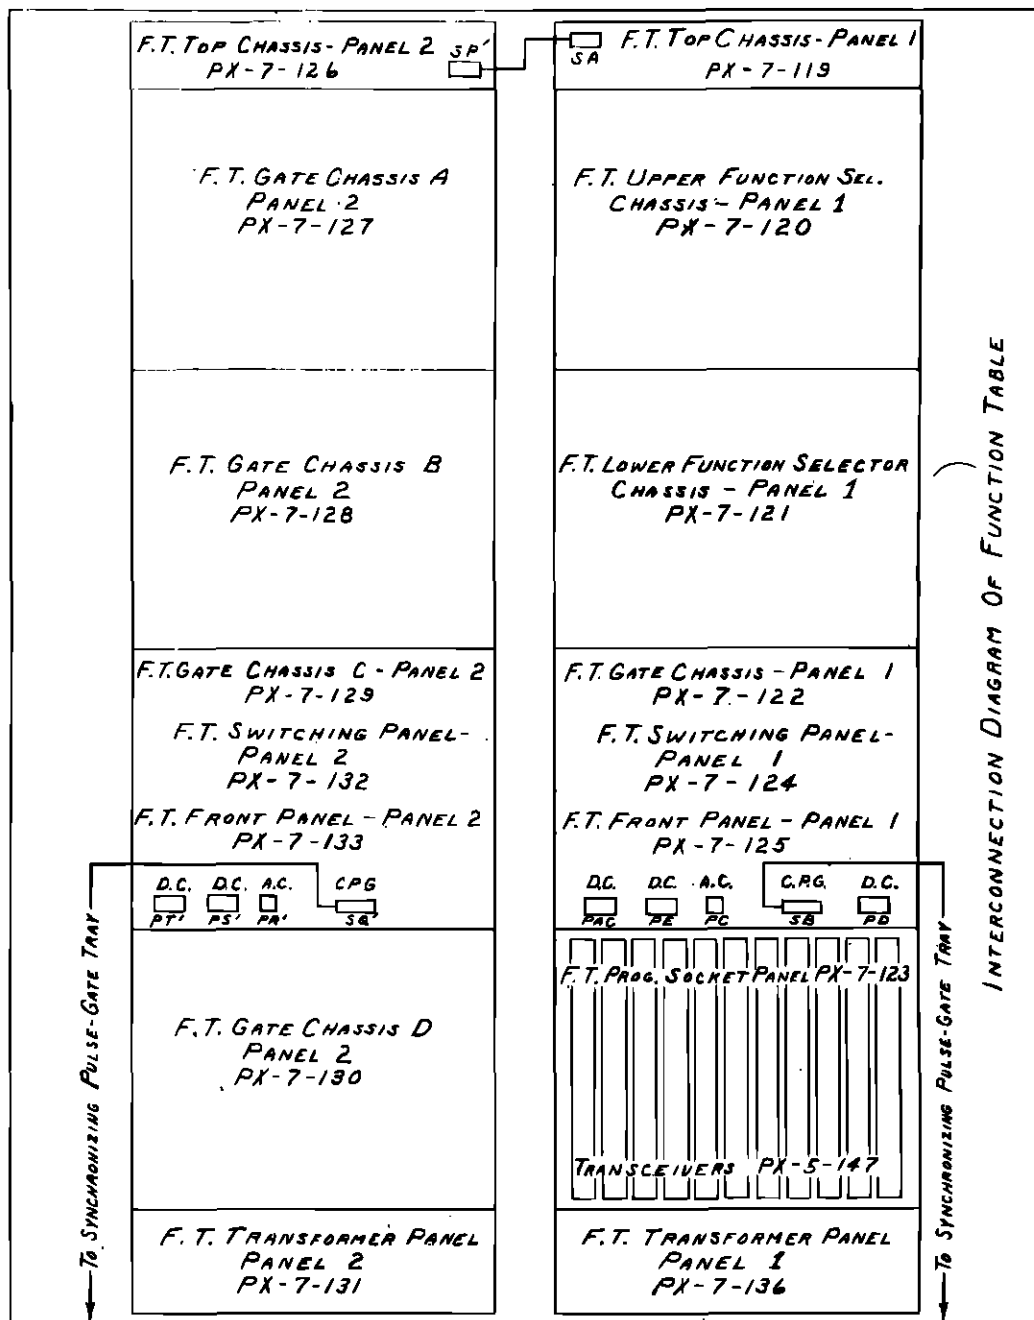 F.T. TOP CHASSIS - PANEL 2
PX-7-126
SP'
F.T. GATE CHASSIS A
PANEL 2
PX-7-127
F.T. GATE CHASSIS B
PANEL 2
PX-7-128
F.T. GATE CHASSIS C - PANEL 2
PX-7-129
F.T. SWITCHING PANEL-
PANEL 2
PX-7-132
F.T. FRONT PANEL - PANEL 2
PX-7-133
D.C. D.C. A.C. C.P.G
PT' PS' PA' SQ'
F.T. GATE CHASSIS D
PANEL 2
PX-7-130
F.T. TRANSFORMER PANEL
PANEL 2
PX-7-131
TO SYNCHRONIZING PULSE-GATE TRAY
SA
F.T. TOP CHASSIS - PANEL 1
PX-7-119
F.T. UPPER FUNCTION SEL.
CHASSIS - PANEL 1
PX-7-120
F.T. LOWER FUNCTION SELECTOR
CHASSIS - PANEL 1
PX-7-121
F.T. GATE CHASSIS - PANEL 1
PX-7-122
F.T. SWITCHING PANEL-
PANEL 1
PX-7-124
F.T. FRONT PANEL - PANEL 1
PX-7-125
D.C. D.C. A.C. C.P.G. D.C.
PAC PE PC SB PD
F.T. PROG. SOCKET PANEL PX-7-123
TRANSCEIVERS PX-5-147
F.T. TRANSFORMER PANEL
PANEL 1
PX-7-136
TO SYNCHRONIZING PULSE-GATE TRAY
INTERCONNECTION DIAGRAM OF FUNCTION TABLE